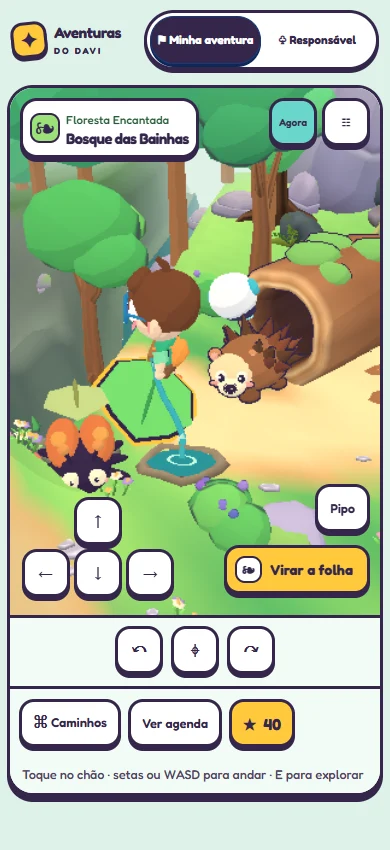 Aventuras
DO DAVI
Minha aventura
Responsável
Floresta Encantada
Bosque das Bainhas
Agora
Pipo
Virar a folha
Caminhos
Ver agenda
40
Toque no chão · setas ou WASD para andar · E para explorar